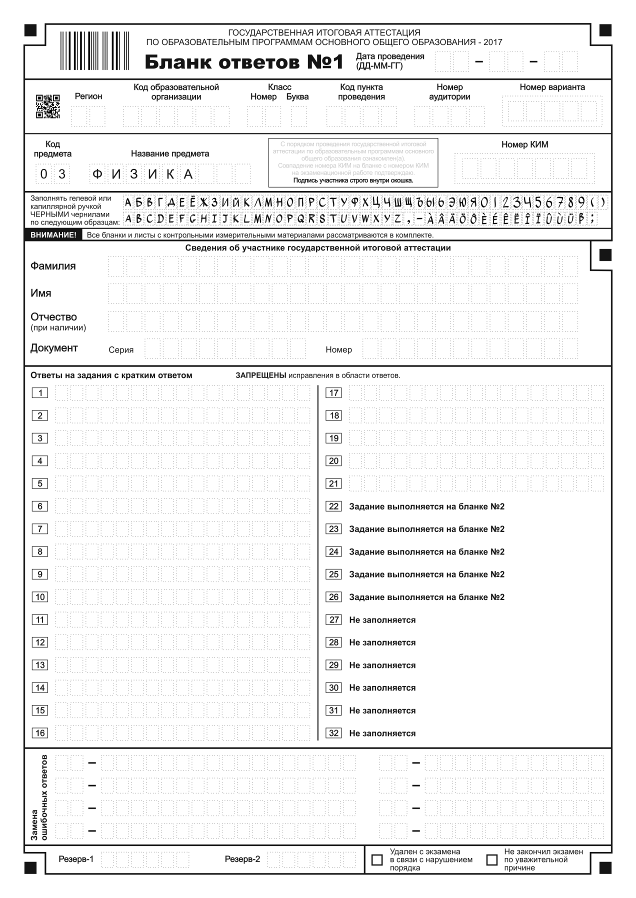 ГОСУДАРСТВЕННАЯ ИТОГОВАЯ АТТЕСТАЦИЯ
ПО ОБРАЗОВАТЕЛЬНЫМ ПРОГРАММАМ ОСНОВНОГО ОБЩЕГО ОБРАЗОВАНИЯ - 2017
Бланк ответов №1
Дата проведения
(ДД-ММ-ГГ)
– –
Регион
Код образовательной
организации
Класс
Номер Буква
Код пункта
проведения
Номер
аудитории
Номер варианта
Код
предмета
Название предмета
0 3 Ф И З И К А
С порядком проведения государственной итоговой
аттестации по образовательным программам основного
общего образования ознакомлен(а).
Совпадение номера КИМ на бланке с номером КИМ
на экзаменационной работе подтверждаю.
Подпись участника строго внутри окошка.
Номер КИМ
Заполнять гелевой или
капиллярной ручкой
ЧЕРНЫМИ чернилами
по следующим образцам:
А Б В Г Д Е Ё Ж З И Й К Л М Н О П Р С Т У Ф Х Ц Ч Ш Щ Ъ Ы Ь Э Ю Я 0 1 2 3 4 5 6 7 8 9 ( )
A B C D E F G H I J K L M N O P Q R S T U V W X Y Z , -
ВНИМАНИЕ! Все бланки и листы с контрольными измерительными материалами рассматриваются в комплекте.
Сведения об участнике государственной итоговой аттестации
Фамилия
Имя
Отчество
(при наличии)
Документ Серия Номер
Ответы на задания с кратким ответом ЗАПРЕЩЕНЫ исправления в области ответов.
1
2
3
4
5
6
7
8
9
10
11
12
13
14
15
16
17
18
19
20
21
22 Задание выполняется на бланке №2
23 Задание выполняется на бланке №2
24 Задание выполняется на бланке №2
25 Задание выполняется на бланке №2
26 Задание выполняется на бланке №2
27 Не заполняется
28 Не заполняется
29 Не заполняется
30 Не заполняется
31 Не заполняется
32 Не заполняется
Замена
ошибочных ответов
– –
– –
– –
– –
Резерв-1 Резерв-2
Удален с экзамена
в связи с нарушением
порядка
Не закончил экзамен
по уважительной
причине